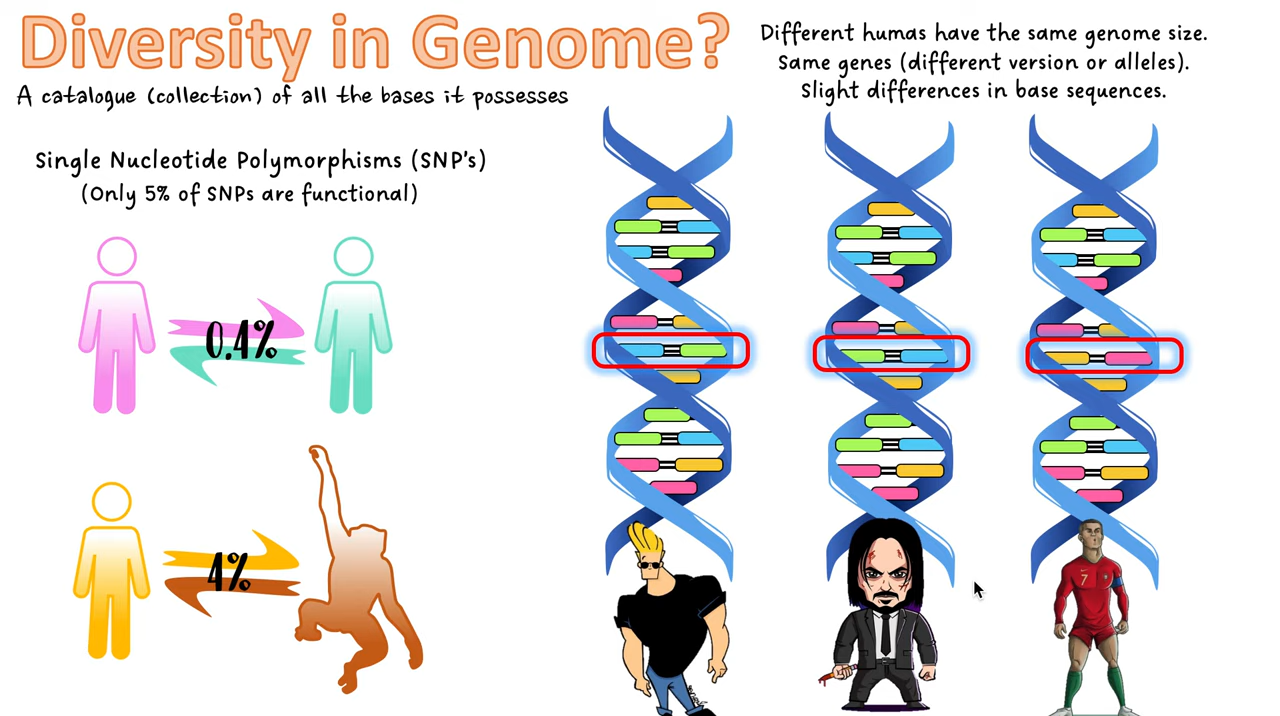 Diversity in Genome?
A catalogue (collection) of all the bases it possesses
Different humas have the same genome size.
Same genes (different version or alleles).
Slight differences in base sequences.
Single Nucleotide Polymorphisms (SNP's)
(Only 5% of SNPs are functional)
0.4%
4%
7